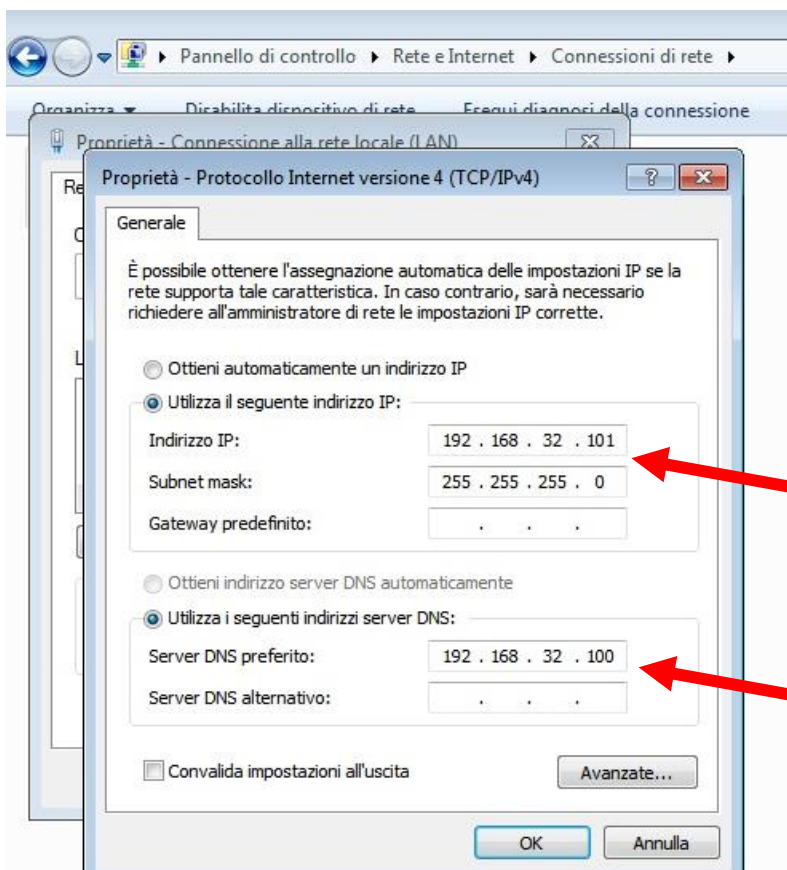 Pannello di controllo Rete e Internet Connessioni di rete
Organizza Disabilita dispositivo di rete Esegui diagnosi della connessione
Proprietà - Connessione alla rete locale (LAN)
Re
Proprietà - Protocollo Internet versione 4 (TCP/IPv4)
Generale
È possibile ottenere l'assegnazione automatica delle impostazioni IP se la
rete supporta tale caratteristica. In caso contrario, sarà necessario
richiedere all'amministratore di rete le impostazioni IP corrette.
Ottieni automaticamente un indirizzo IP
Utilizza il seguente indirizzo IP:
Indirizzo IP: 192 . 168 . 32 . 101
Subnet mask: 255 . 255 . 255 . 0
Gateway predefinito: . . .
Ottieni indirizzo server DNS automaticamente
Utilizza i seguenti indirizzi server DNS:
Server DNS preferito: 192 . 168 . 32 . 100
Server DNS alternativo: . . .
Convalida impostazioni all'uscita
Avanzate...
OK Annulla